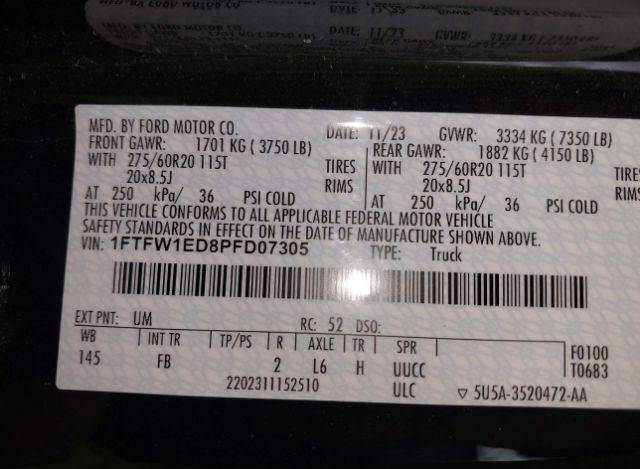 MFD. BY FORD MOTOR CO. DATE: 11/23 GVWR: 3334 KG ( 7350 LB)
FRONT GAWR: 1701 KG ( 3750 LB) REAR GAWR: 1882 KG ( 4150 LB)
WITH 275/60R20 115T TIRES WITH 275/60R20 115T TIRES
20x8.5J RIMS 20x8.5J RIMS
AT 250 kPa/ 36 PSI COLD AT 250 kPa/ 36 PSI COLD
THIS VEHICLE CONFORMS TO ALL APPLICABLE FEDERAL MOTOR VEHICLE
SAFETY STANDARDS IN EFFECT ON THE DATE OF MANUFACTURE SHOWN ABOVE.
VIN: 1FTFW1ED8PFD07305 TYPE: Truck
EXT PNT: UM RC: 52 DSO:
WB INT TR TP/PS R AXLE TR SPR F0100
145 FB 2 L6 H UUCC T0683
2202311152510 ULC ▽ 5U5A-3520472-AA